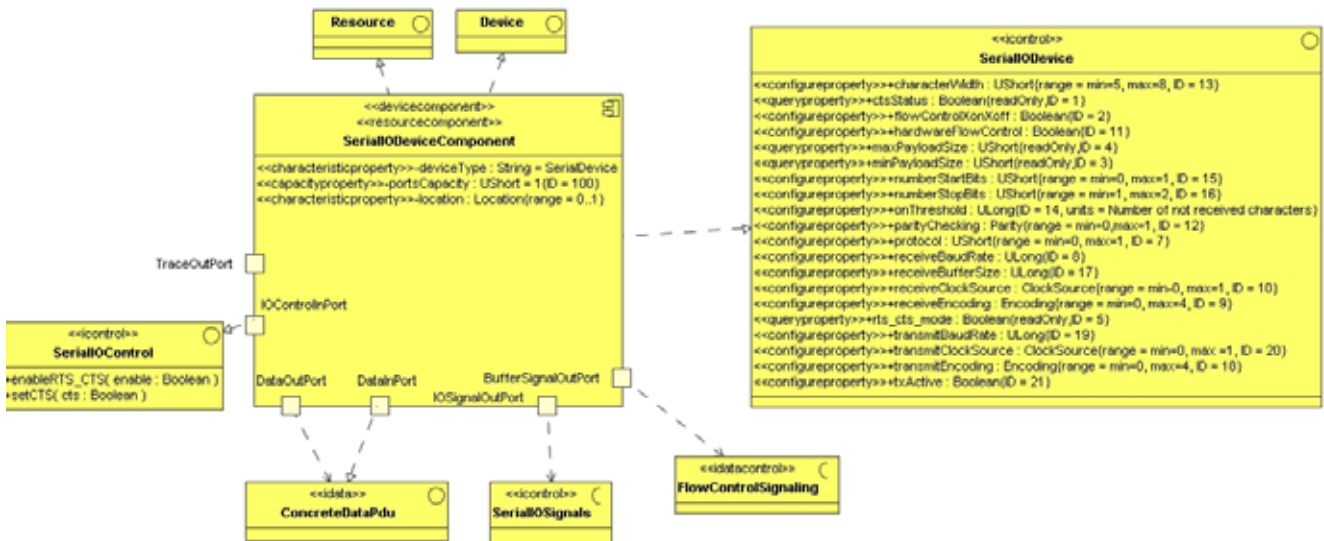 Resource
Device
<<icontrol>>
SerialIODevice
<<configureproperty>>+characterWidth : UShort(range = min=5, max=8, ID = 13)
<<queryproperty>>+ctsStatus : Boolean(readOnly,ID = 1)
<<configureproperty>>+flowControlXonXoff : Boolean(ID = 2)
<<configureproperty>>+hardwareFlowControl : Boolean(ID = 11)
<<queryproperty>>+maxPayloadSize : UShort(readOnly,ID = 4)
<<queryproperty>>+minPayloadSize : UShort(readOnly,ID = 3)
<<configureproperty>>+numberStartBits : UShort(range = min=0, max=1, ID = 15)
<<configureproperty>>+numberStopBits : UShort(range = min=1, max=2, ID = 16)
<<configureproperty>>+onThreshold : ULong(ID = 14, units = Number of not received characters)
<<configureproperty>>+parityChecking : Parity(range = min=0,max=1, ID = 12)
<<configureproperty>>+protocol : UShort(range = min=0, max=1, ID = 7)
<<configureproperty>>+receiveBaudRate : ULong(ID = 8)
<<configureproperty>>+receiveBufferSize : ULong(ID = 17)
<<configureproperty>>+receiveClockSource : ClockSource(range = min-0, max=1, ID = 10)
<<configureproperty>>+receiveEncoding : Encoding(range = min=0, max=4, ID = 9)
<<queryproperty>>+rts_cts_mode : Boolean(readOnly,ID = 5)
<<configureproperty>>+transmitBaudRate : ULong(ID = 19)
<<configureproperty>>+transmitClockSource : ClockSource(range = min=0, max =1, ID = 20)
<<configureproperty>>+transmitEncoding : Encoding(range = min=0, max=4, ID = 18)
<<configureproperty>>+txActive : Boolean(ID = 21)
<<devicecomponent>>
<<resourcecomponent>>
SerialIODeviceComponent
<<characteristicproperty>>-deviceType : String = SerialDevice
<<capacityproperty>>-portsCapacity : UShort = 1(ID = 100)
<<characteristicproperty>>-location : Location(range = 0..1)
TraceOutPort
IOControlInPort
<<icontrol>>
SerialIOControl
+enableRTS_CTS( enable : Boolean )
+setCTS( cts : Boolean )
DataOutPort
DataInPort
BufferSignalOutPort
IOSignalOutPort
<<idata>>
ConcreteDataPdu
<<icontrol>>
SerialIOSignals
<<idatacontrol>>
FlowControlSignaling